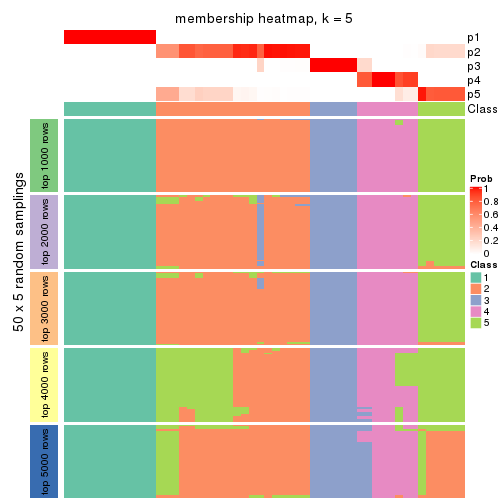 membership heatmap, k = 5
p1
p2
p3
p4
p5
Class
50 x 5 random samplings
top 1000 rows
top 2000 rows
top 3000 rows
top 4000 rows
top 5000 rows
Prob
1
0.8
0.6
0.4
0.2
0
Class
1
2
3
4
5